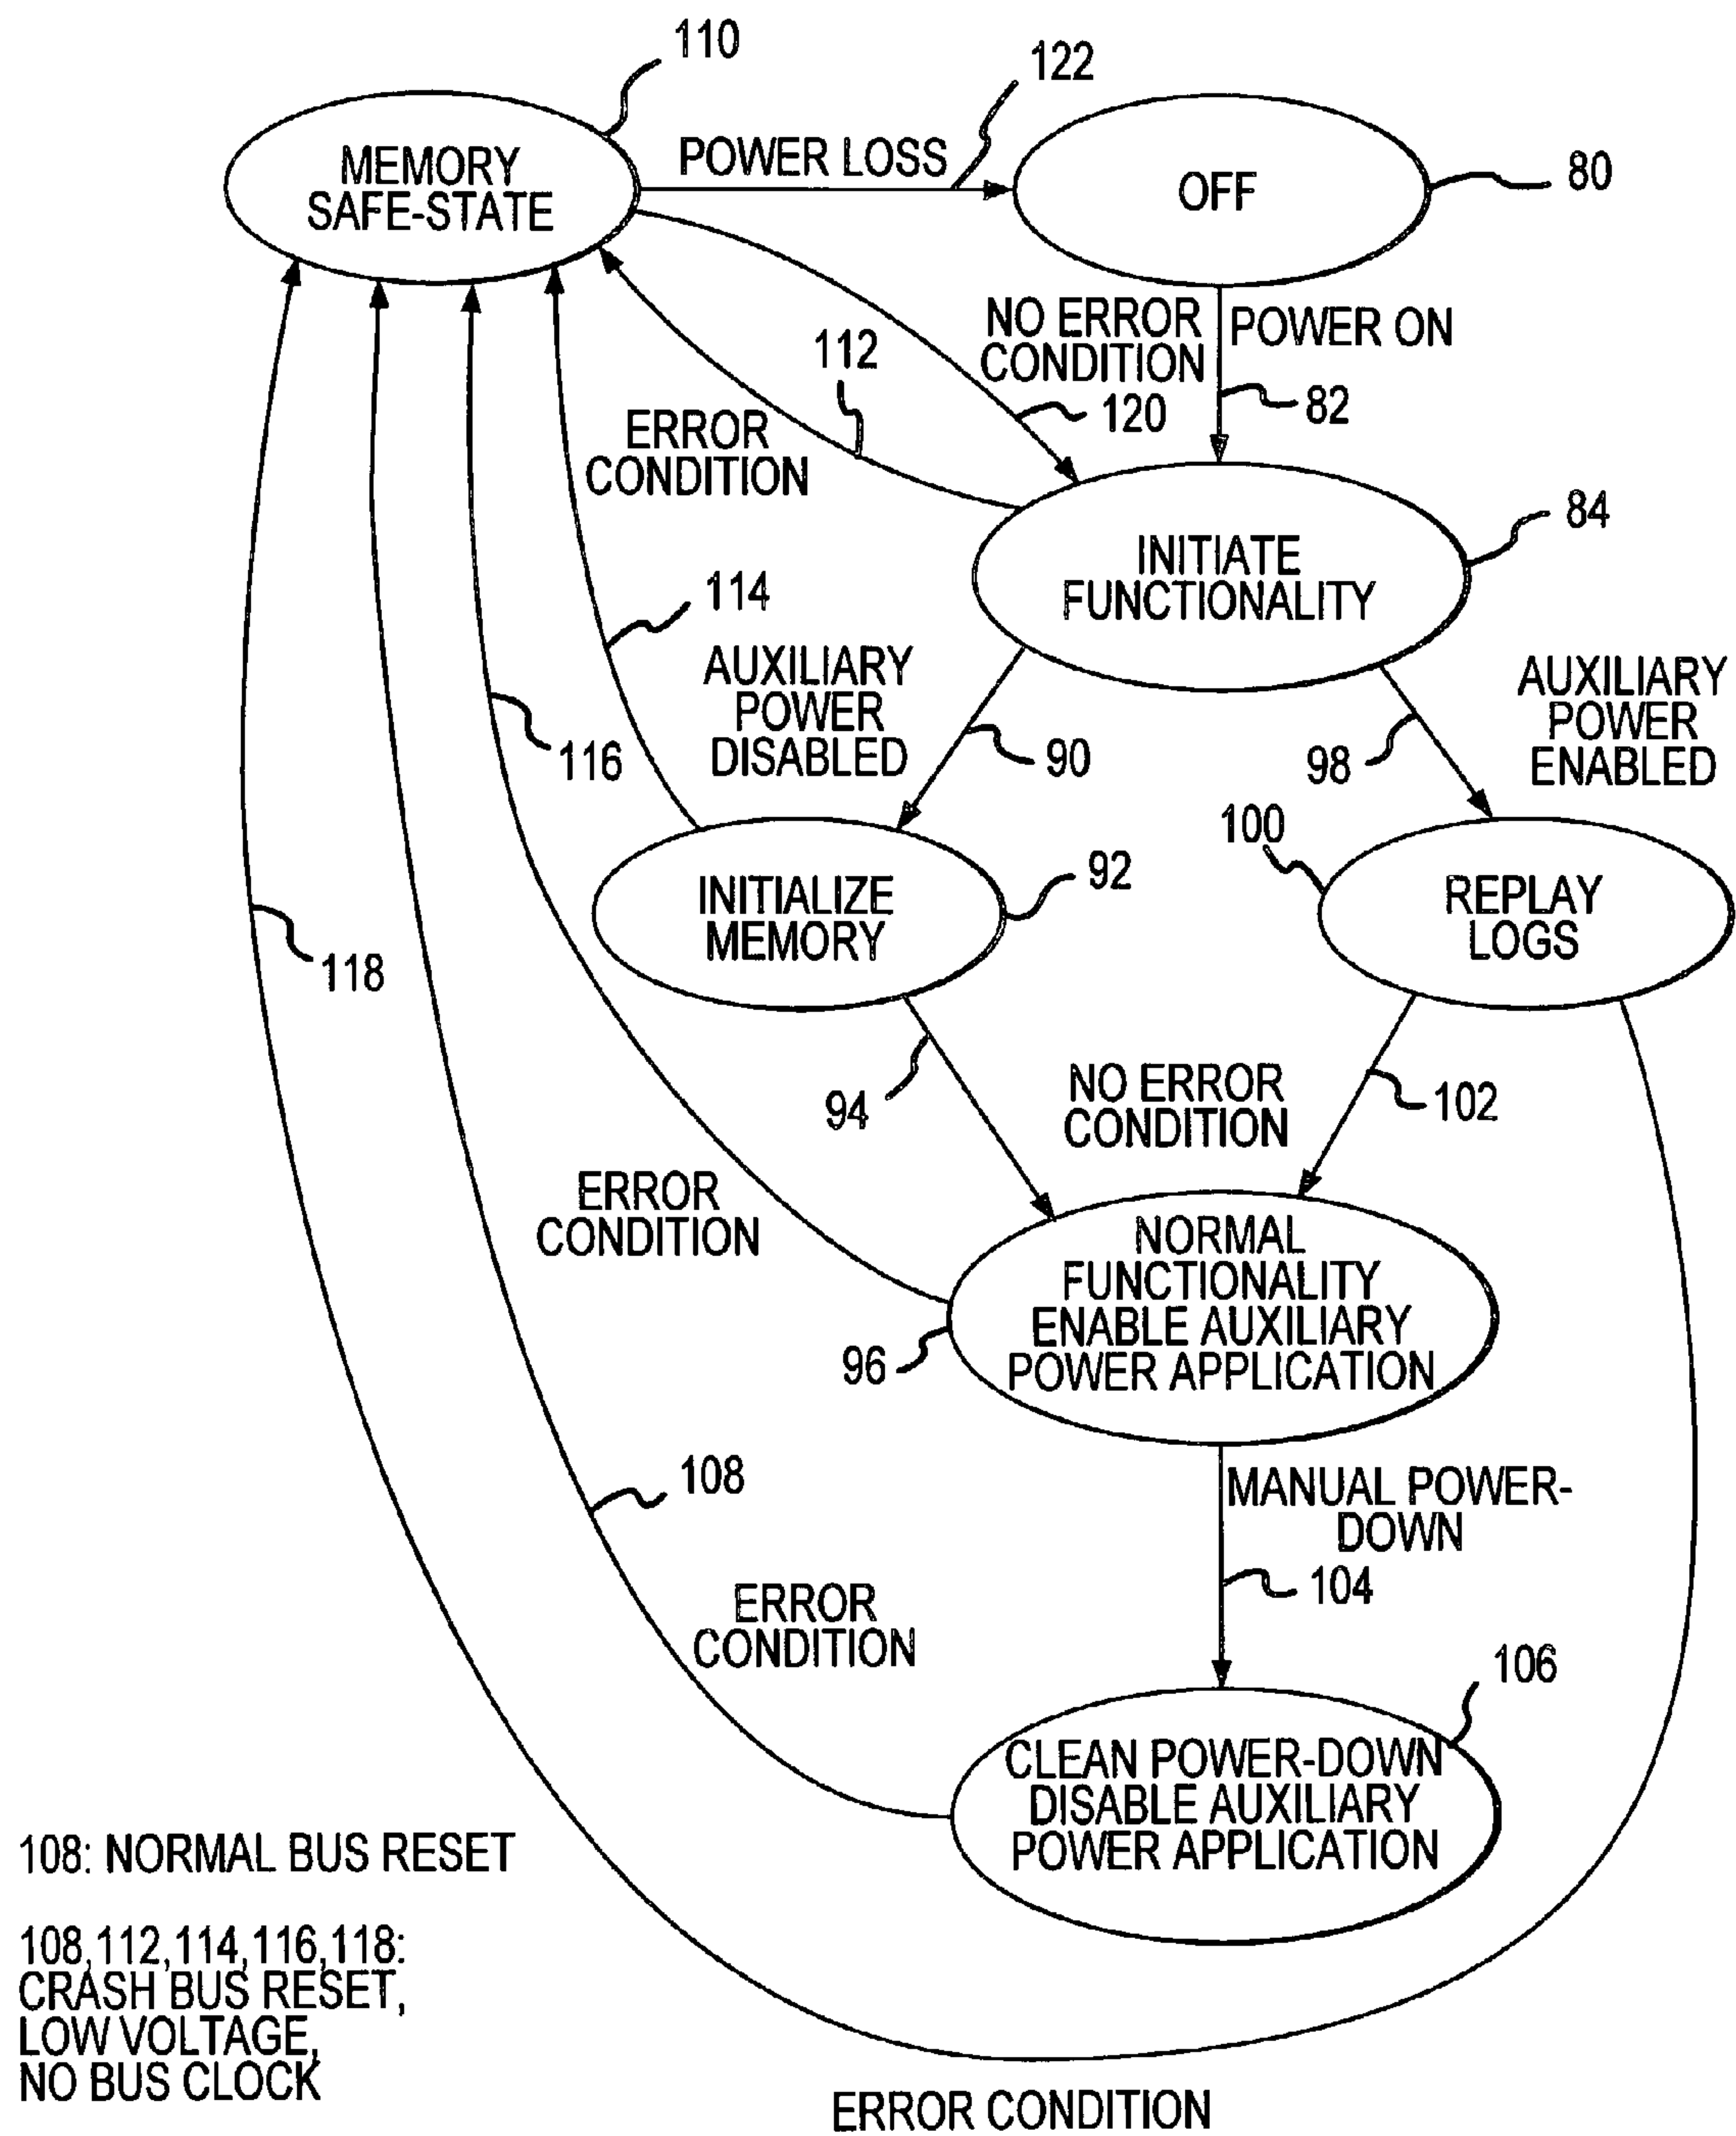 110
122
POWER LOSS
MEMORY
SAFE-STATE
OFF
80
NO ERROR
CONDITION
POWER ON
112
120
82
ERROR
CONDITION
84
INITIATE
FUNCTIONALITY
114
AUXILIARY
POWER
DISABLED
AUXILIARY
POWER
ENABLED
116
90
98
100
92
INITIALIZE
MEMORY
REPLAY
LOGS
118
94
NO ERROR
CONDITION
102
ERROR
CONDITION
NORMAL
FUNCTIONALITY
ENABLE AUXILIARY
POWER APPLICATION
96
108
MANUAL POWER-
DOWN
104
ERROR
CONDITION
106
CLEAN POWER-DOWN
DISABLE AUXILIARY
POWER APPLICATION
108: NORMAL BUS RESET
108,112,114,116,118:
CRASH BUS RESET,
LOW VOLTAGE,
NO BUS CLOCK
ERROR CONDITION